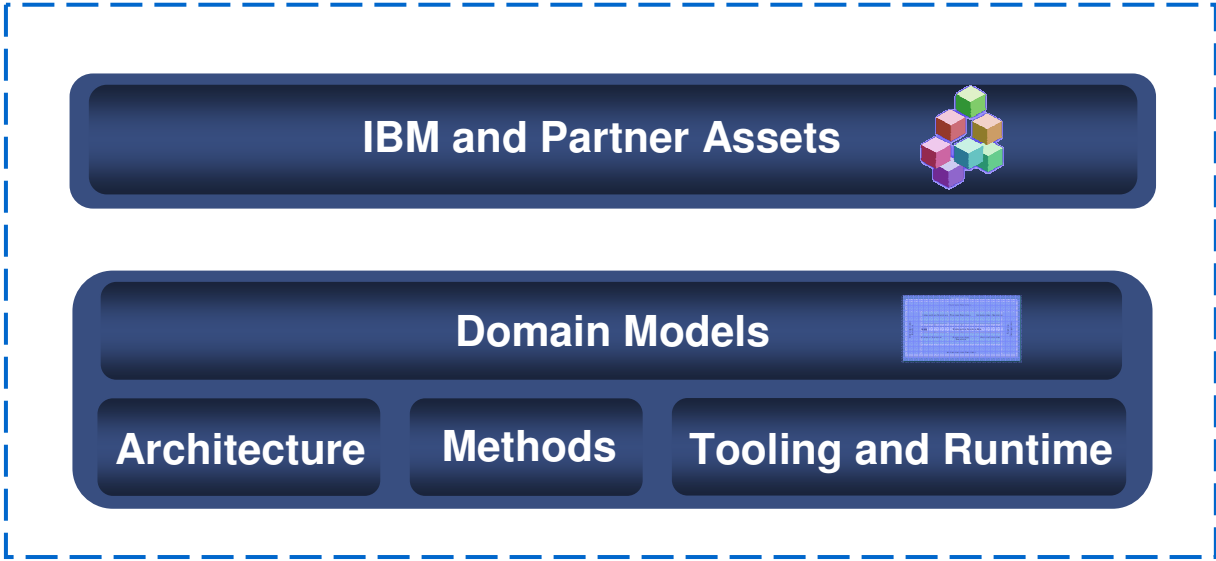 IBM and Partner Assets
Domain Models
Architecture
Methods
Tooling and Runtime